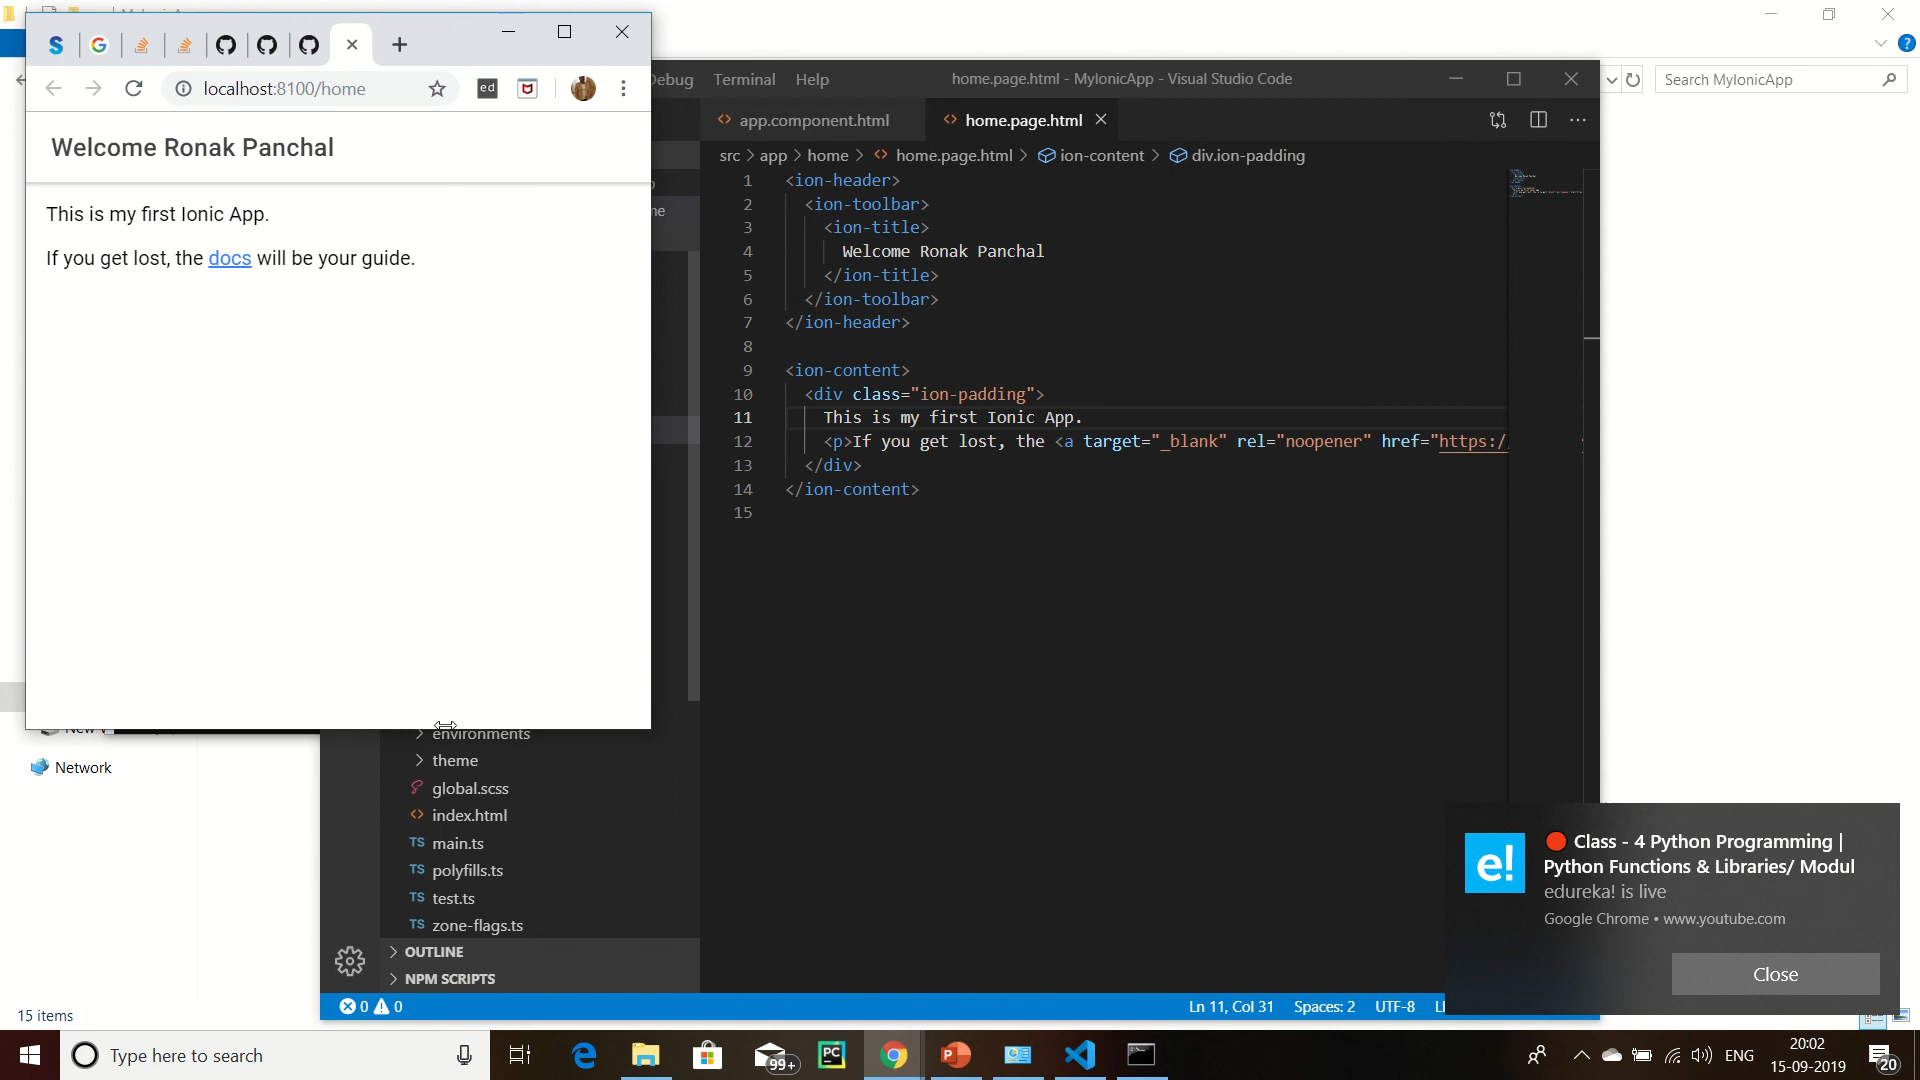 localhost:8100/home
Welcome Ronak Panchal
This is my first Ionic App.
If you get lost, the docs will be your guide.
Debug Terminal Help
home.page.html - MyIonicApp - Visual Studio Code
Search MyIonicApp
app.component.html
home.page.html
src > app > home > home.page.html > ion-content > div.ion-padding
1 <ion-header>
2 <ion-toolbar>
3 <ion-title>
4 Welcome Ronak Panchal
5 </ion-title>
6 </ion-toolbar>
7 </ion-header>
8
9 <ion-content>
10 <div class="ion-padding">
11 This is my first Ionic App.
12 <p>If you get lost, the <a target="_blank" rel="noopener" href="https:/
13 </div>
14 </ion-content>
15
Network
environments
theme
global.scss
index.html
TS main.ts
TS polyfills.ts
TS test.ts
TS zone-flags.ts
OUTLINE
NPM SCRIPTS
15 items
0 0
Ln 11, Col 31 Spaces: 2 UTF-8
e!
Class - 4 Python Programming |
Python Functions & Libraries/ Modul
edureka! is live
Google Chrome • www.youtube.com
Close
Type here to search
99+
PC
ENG
20:02
15-09-2019
20